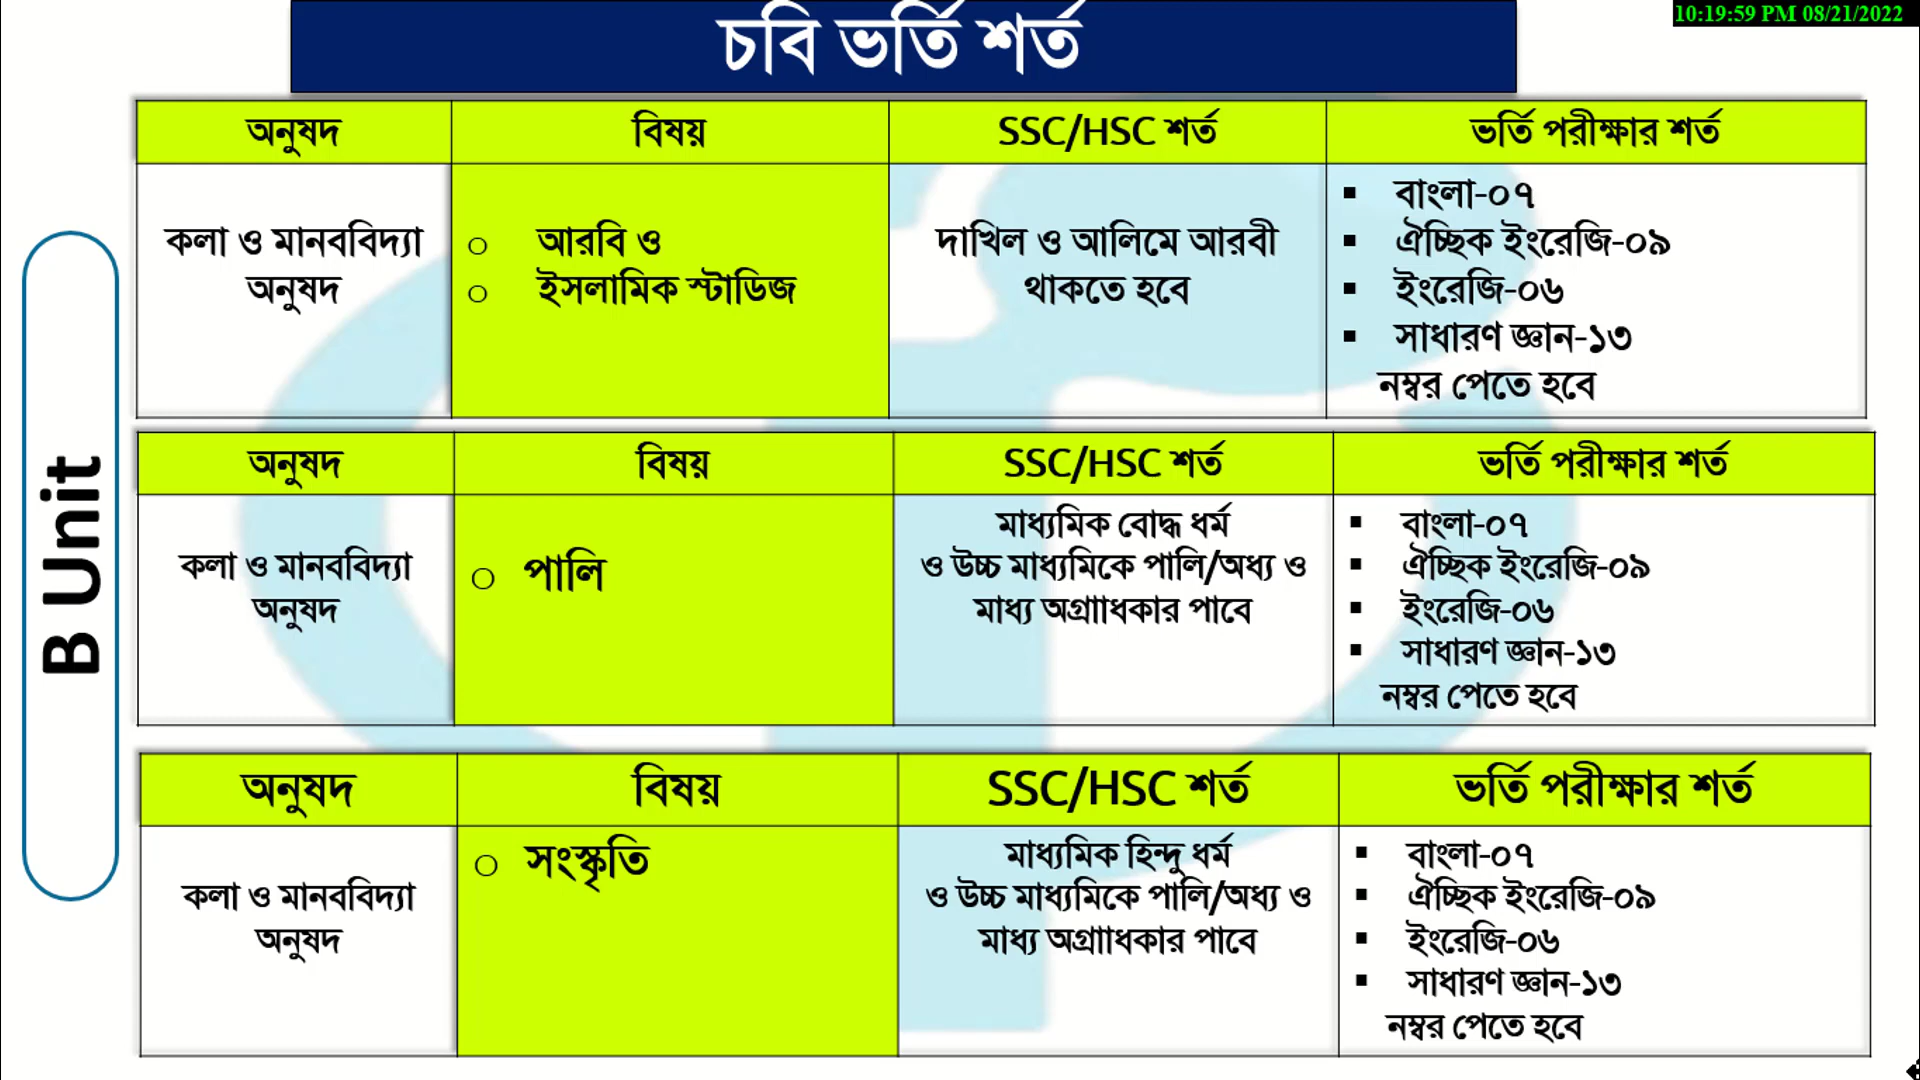 10:19:59 PM 08/21/2022
চবি ভর্তি শর্ত
B Unit
অনুষদ বিষয় SSC/HSC শর্ত ভর্তি পরীক্ষার শর্ত
কলা ও মানববিদ্যা
অনুষদ
আরবি ও
ইসলামিক স্টাডিজ
দাখিল ও আলিমে আরবী
থাকতে হবে
বাংলা-০৭
ঐচ্ছিক ইংরেজি-০৯
ইংরেজি-০৬
সাধারণ জ্ঞান-১৩
নম্বর পেতে হবে
অনুষদ বিষয় SSC/HSC শর্ত ভর্তি পরীক্ষার শর্ত
কলা ও মানববিদ্যা
অনুষদ
পালি
মাধ্যমিক বোদ্ধ ধর্ম
ও উচ্চ মাধ্যমিকে পালি/অধ্য ও
মাধ্য অগ্রাাধকার পাবে
বাংলা-০৭
ঐচ্ছিক ইংরেজি-০৯
ইংরেজি-০৬
সাধারণ জ্ঞান-১৩
নম্বর পেতে হবে
অনুষদ বিষয় SSC/HSC শর্ত ভর্তি পরীক্ষার শর্ত
কলা ও মানববিদ্যা
অনুষদ
সংস্কৃতি
মাধ্যমিক হিন্দু ধর্ম
ও উচ্চ মাধ্যমিকে পালি/অধ্য ও
মাধ্য অগ্রাাধকার পাবে
বাংলা-০৭
ঐচ্ছিক ইংরেজি-০৯
ইংরেজি-০৬
সাধারণ জ্ঞান-১৩
নম্বর পেতে হবে